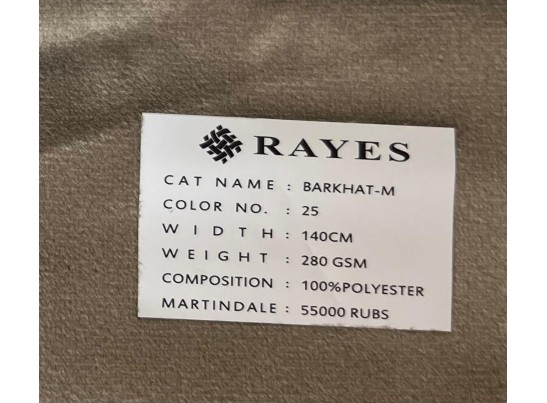 RAYES
CAT NAME : BARKHAT-M
COLOR NO. : 25
WIDTH : 140CM
WEIGHT : 280 GSM
COMPOSITION : 100%POLYESTER
MARTINDALE : 55000 RUBS